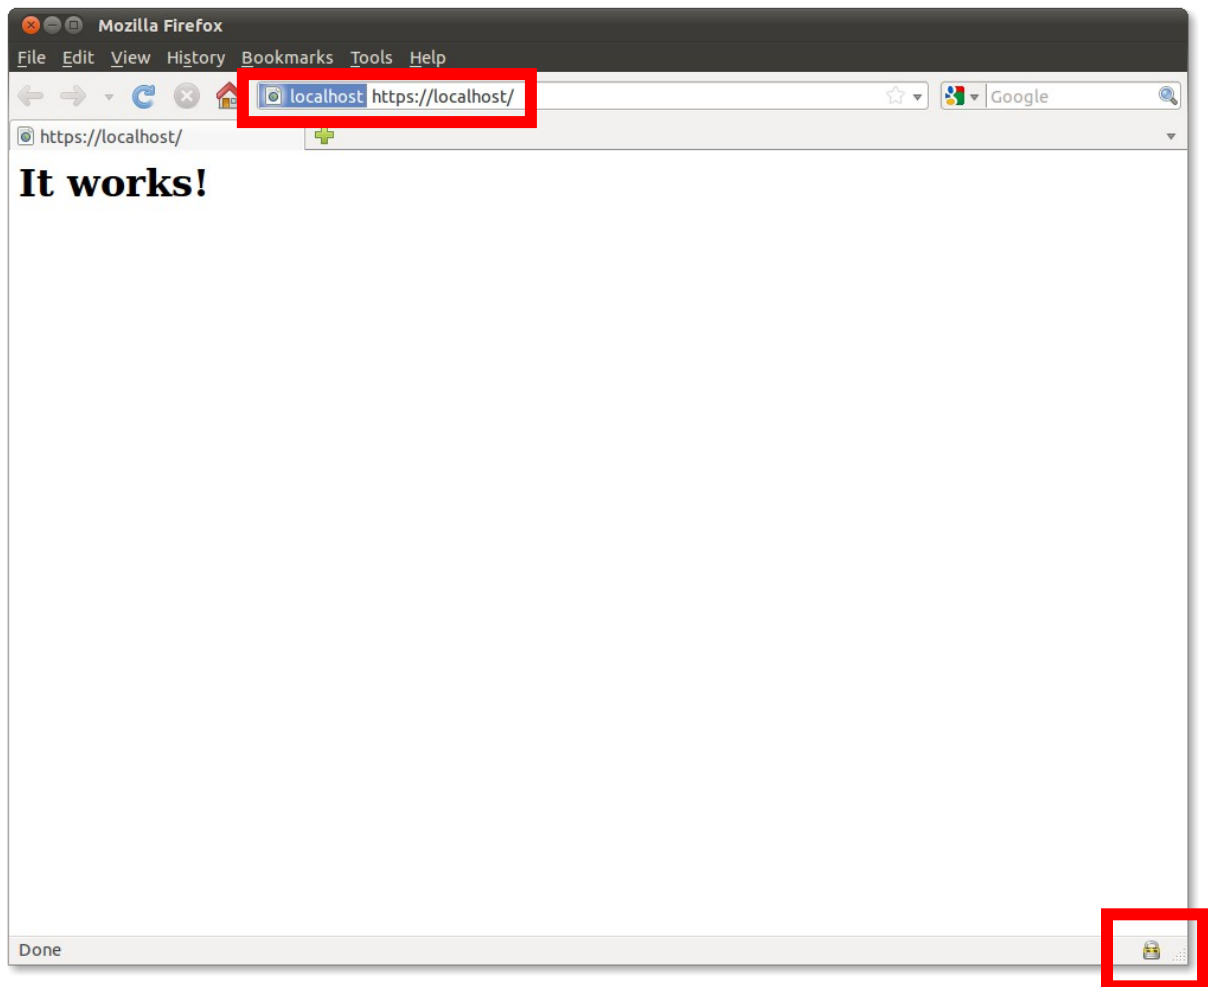 Mozilla Firefox
File Edit View History Bookmarks Tools Help
localhost https://localhost/ Google
https://localhost/
It works!
Done